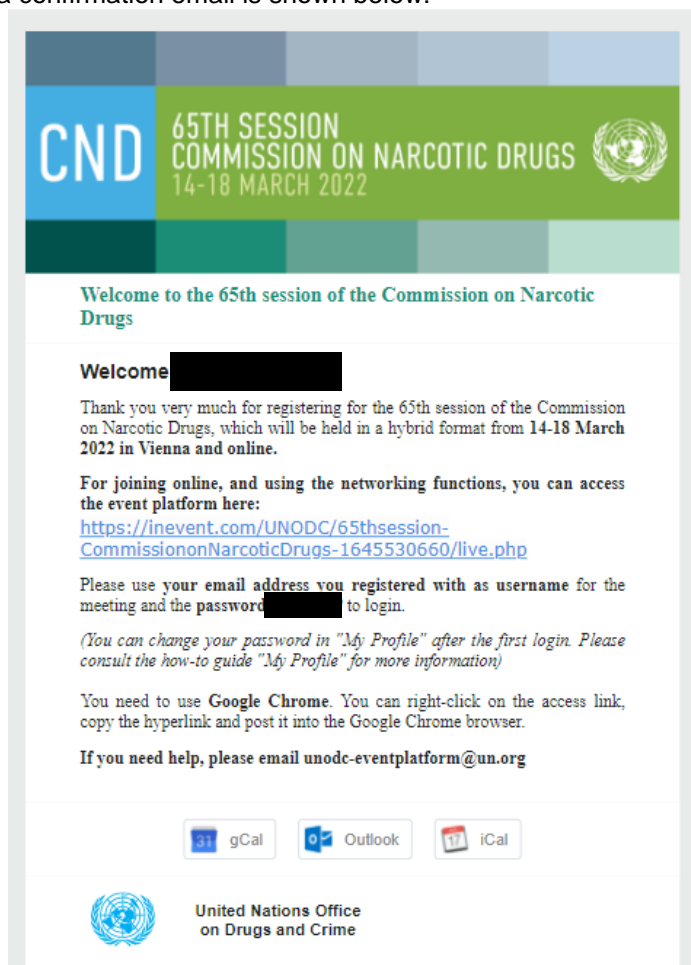 a confirmation email is shown below.
CND
65TH SESSION
COMMISSION ON NARCOTIC DRUGS
14-18 MARCH 2022
Welcome to the 65th session of the Commission on Narcotic
Drugs
Welcome
Thank you very much for registering for the 65th session of the Commission
on Narcotic Drugs, which will be held in a hybrid format from 14-18 March
2022 in Vienna and online.
For joining online, and using the networking functions, you can access
the event platform here:
https://inevent.com/UNODC/65thsession-
CommissiononNarcoticDrugs-1645530660/live.php
Please use your email address you registered with as username for the
meeting and the password to login.
(You can change your password in "My Profile" after the first login. Please
consult the how-to guide "My Profile" for more information)
You need to use Google Chrome. You can right-click on the access link,
copy the hyperlink and post it into the Google Chrome browser.
If you need help, please email unodc-eventplatform@un.org
31 gCal Outlook 17 iCal
United Nations Office
on Drugs and Crime